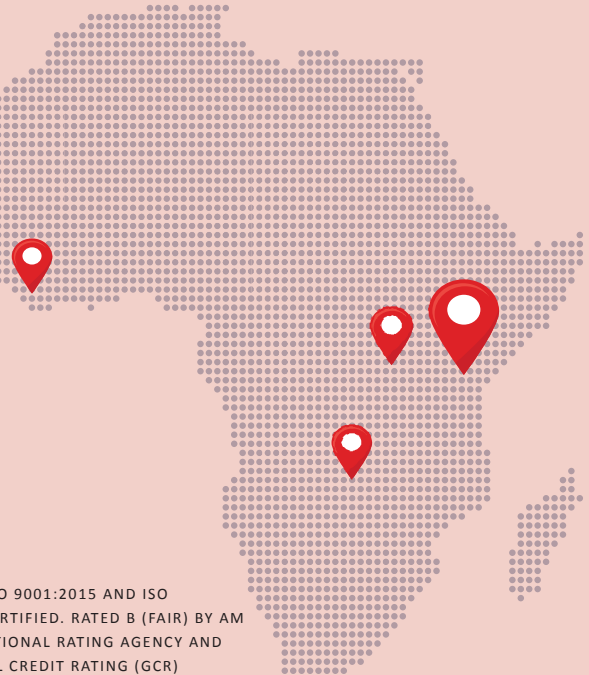 O 9001:2015 AND ISO
RTIFIED. RATED B (FAIR) BY AM
TIONAL RATING AGENCY AND
L CREDIT RATING (GCR)